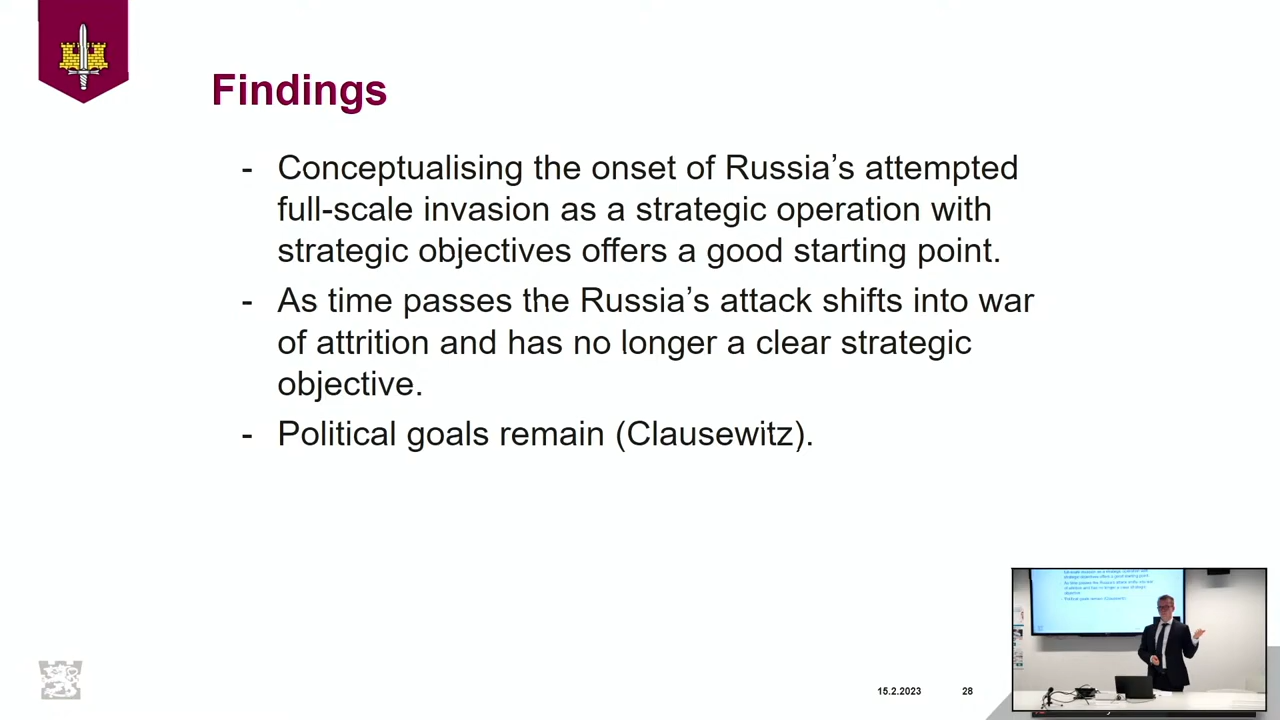 Findings
- Conceptualising the onset of Russia’s attempted
full-scale invasion as a strategic operation with
strategic objectives offers a good starting point.
- As time passes the Russia’s attack shifts into war
of attrition and has no longer a clear strategic
objective.
- Political goals remain (Clausewitz).
15.2.2023 28